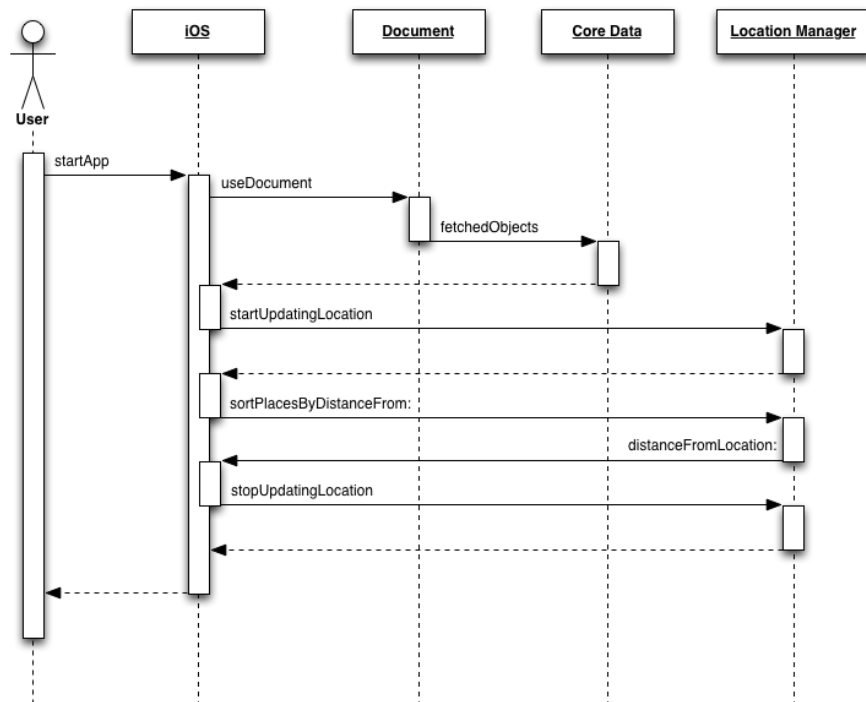 iOS
Document
Core Data
Location Manager
User
startApp
useDocument
fetchedObjects
startUpdatingLocation
sortPlacesByDistanceFrom:
distanceFromLocation:
stopUpdatingLocation